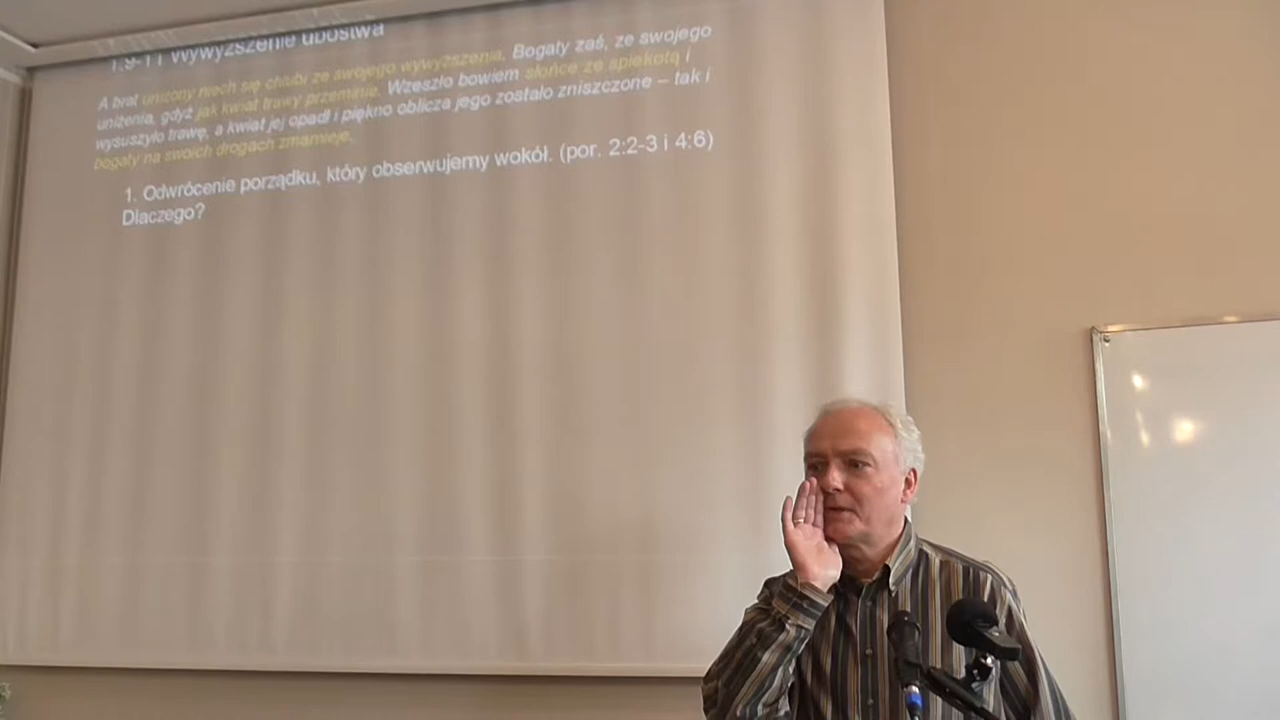 1:9-11 Wywyższenie ubóstwa
A brat uniżony niech się chlubi ze swojego wywyższenia, Bogaty zaś, ze swojego
uniżenia, gdyż jak kwiat trawy przeminie. Wzeszło bowiem słońce ze spiekotą i
wysuszyło trawę, a kwiat jej opadł i piękno oblicza jego zostało zniszczone – tak i
bogaty na swoich drogach zmarnieje.
1. Odwrócenie porządku, który obserwujemy wokół. (por. 2:2-3 i 4:6)
Dlaczego?